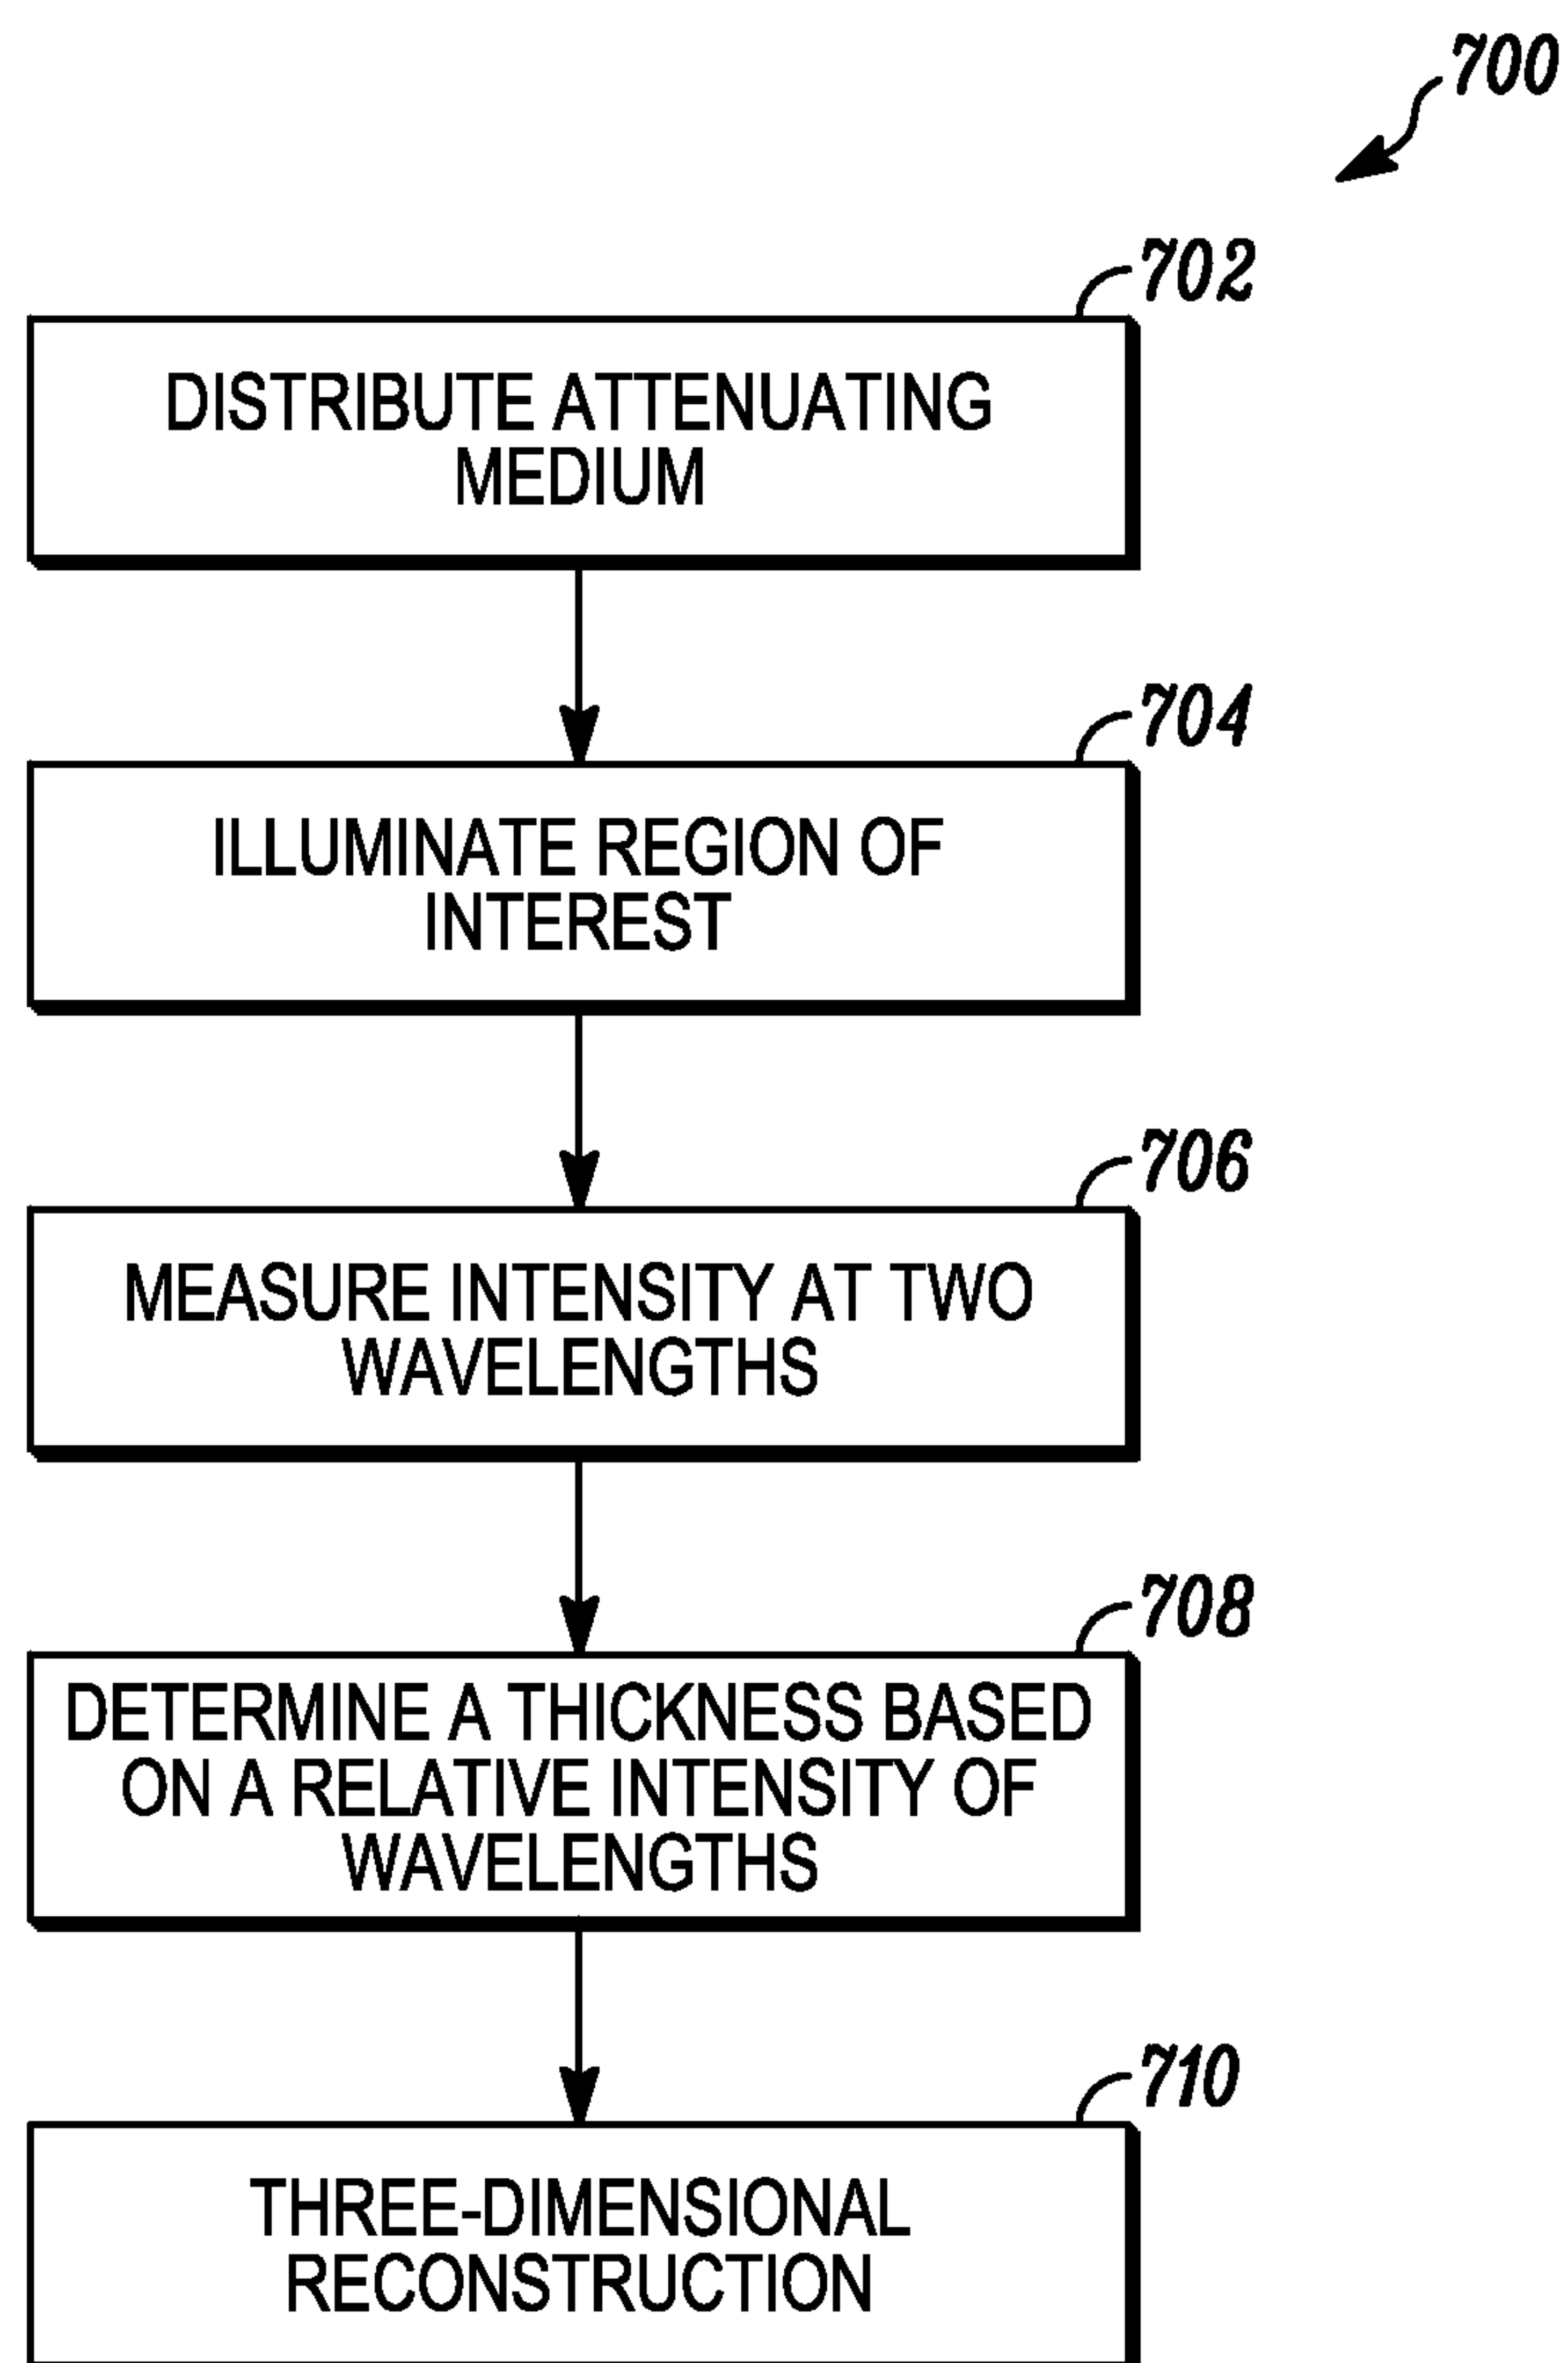 700
702
DISTRIBUTE ATTENUATING
MEDIUM
704
ILLUMINATE REGION OF
INTEREST
706
MEASURE INTENSITY AT TWO
WAVELENGTHS
708
DETERMINE A THICKNESS BASED
ON A RELATIVE INTENSITY OF
WAVELENGTHS
710
THREE-DIMENSIONAL
RECONSTRUCTION